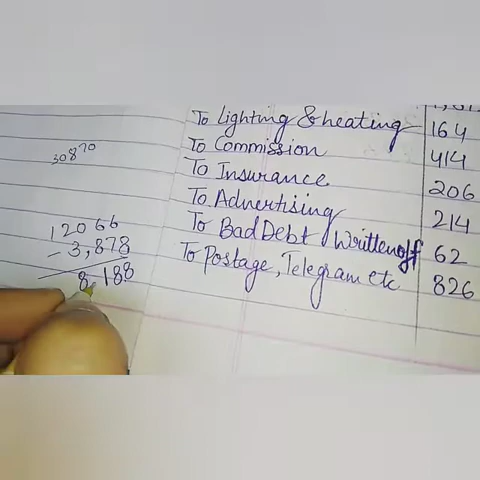 To Lighting & heating 164
To Commission 414
To Insurance 206
To Advertising 214
To Bad Debt Written off 62
To Postage, Telegram etc 826
30870
12066
- 3,878
8,188